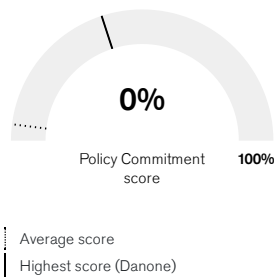 0%
Policy Commitment
score
100%
Average score
Highest score (Danone)